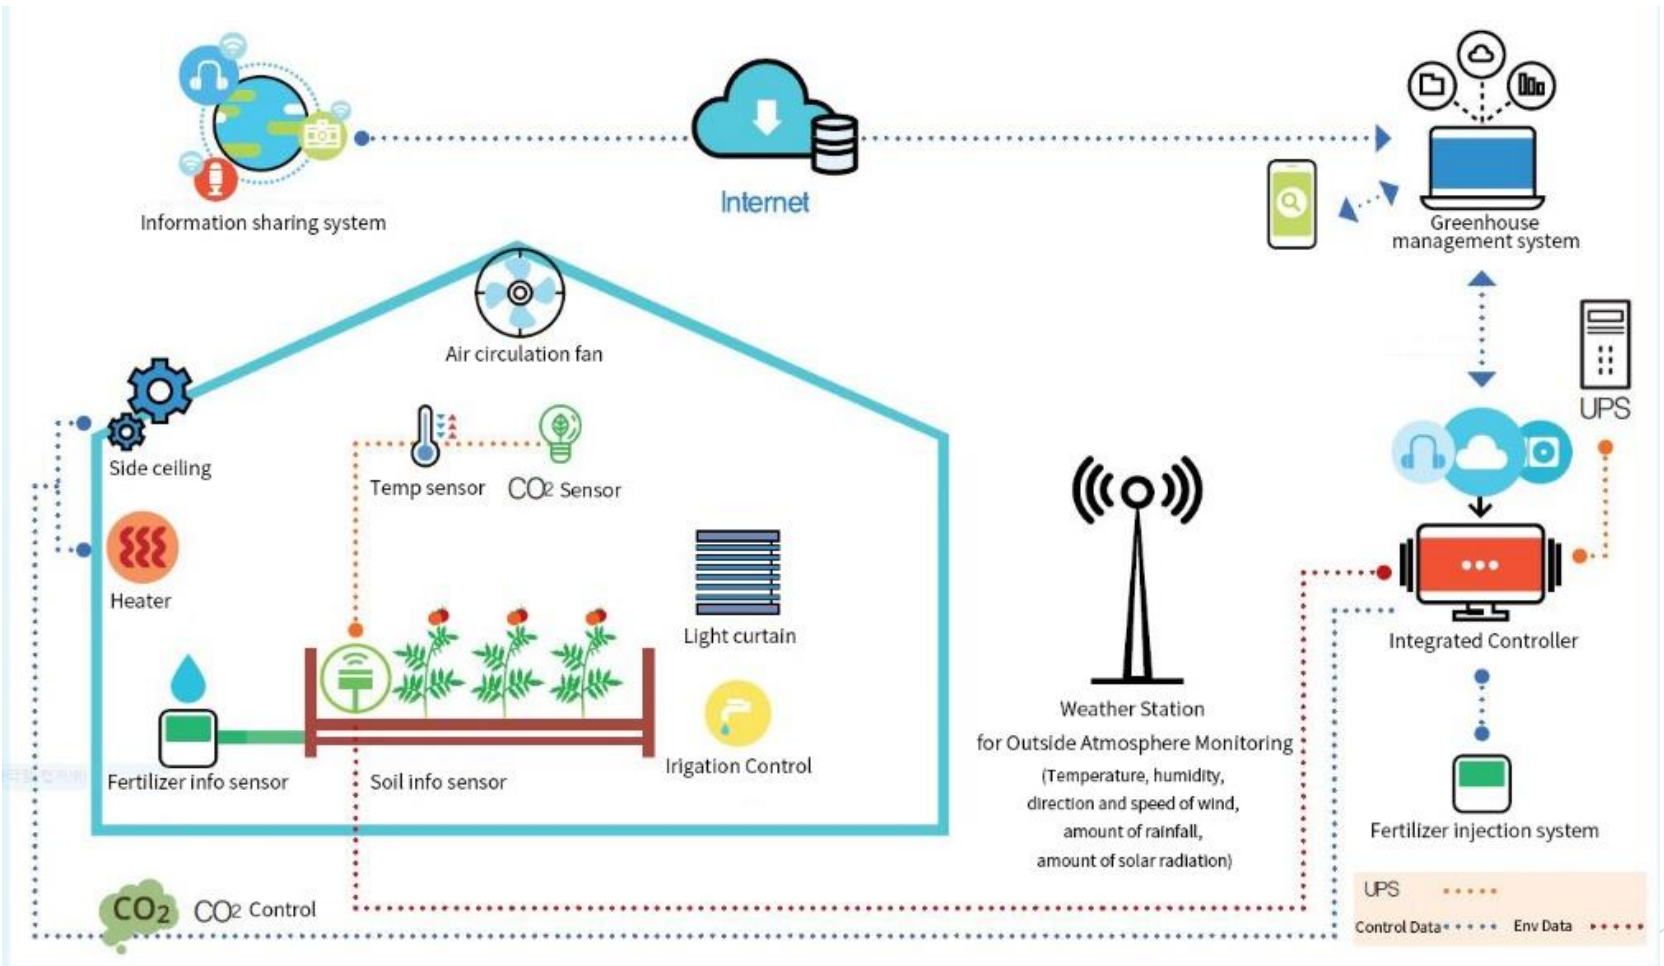 Information sharing system
Internet
Greenhouse
management system
Air circulation fan
UPS
Side ceiling
Temp sensor
CO2 Sensor
Heater
Light curtain
Integrated Controller
Weather Station
for Outside Atmosphere Monitoring
(Temperature, humidity,
direction and speed of wind,
amount of rainfall,
amount of solar radiation)
Irigation Control
Fertilizer info sensor
Soil info sensor
Fertilizer injection system
CO2
CO2 Control
UPS
Control Data
Env Data